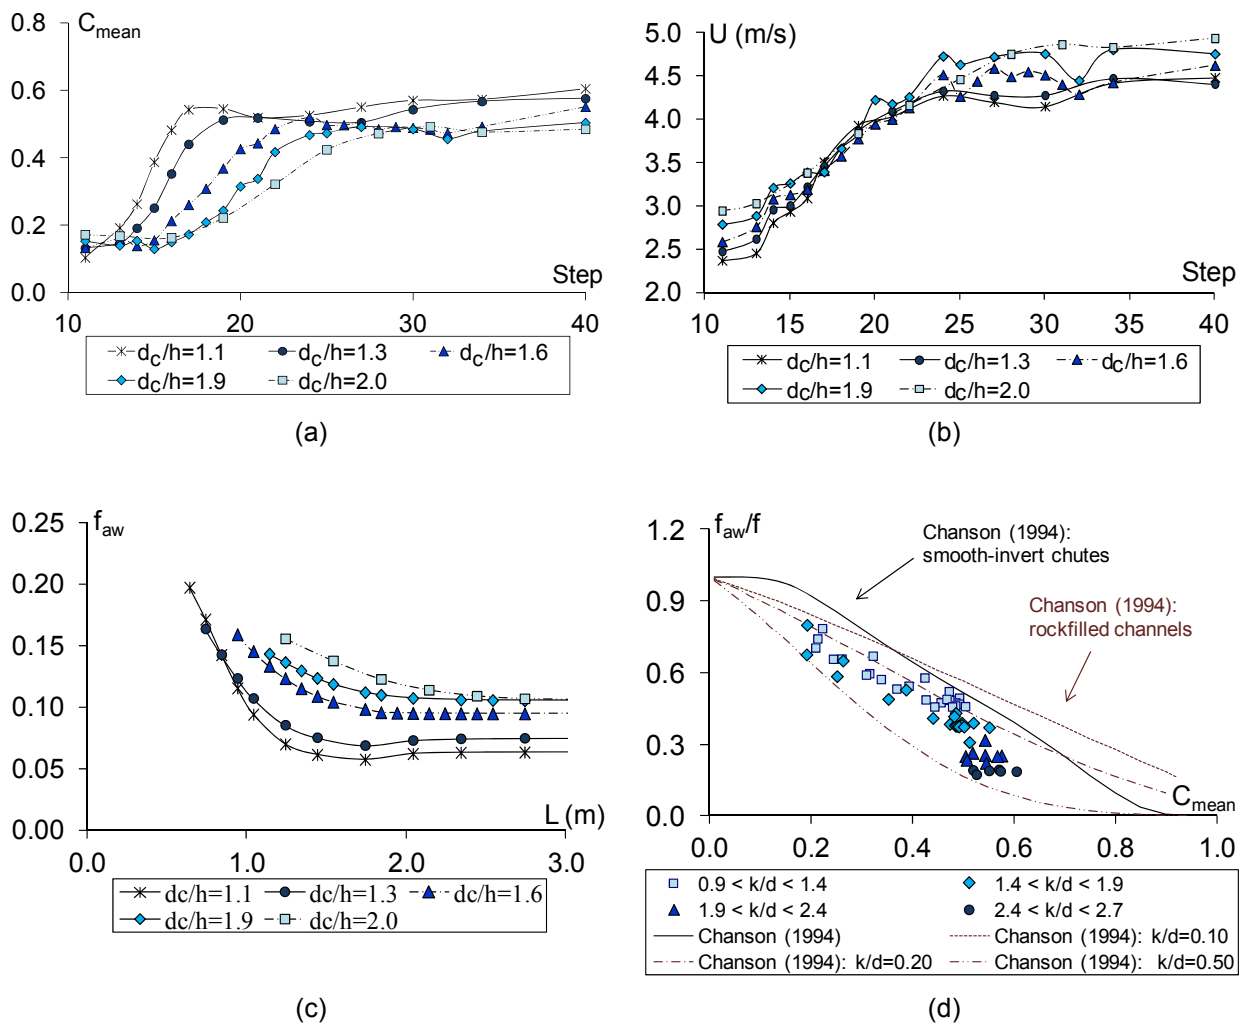 C_mean
0.8
0.6
0.4
0.2
0.0
Step
10 20 30 40
d_c/h=1.1 d_c/h=1.3 d_c/h=1.6
d_c/h=1.9 d_c/h=2.0
(a)
U (m/s)
5.0
4.5
4.0
3.5
3.0
2.5
2.0
Step
10 15 20 25 30 35 40
d_c/h=1.1 d_c/h=1.3 d_c/h=1.6
d_c/h=1.9 d_c/h=2.0
(b)
f_aw
0.25
0.20
0.15
0.10
0.05
0.00
L (m)
0.0 1.0 2.0 3.0
dc/h=1.1 dc/h=1.3 dc/h=1.6
dc/h=1.9 dc/h=2.0
(c)
f_aw/f
1.2
0.9
0.6
0.3
0.0
Chanson (1994):
smooth-invert chutes
Chanson (1994):
rockfilled channels
C_mean
0.0 0.2 0.4 0.6 0.8 1.0
0.9 < k/d < 1.4 1.4 < k/d < 1.9
1.9 < k/d < 2.4 2.4 < k/d < 2.7
Chanson (1994) Chanson (1994): k/d=0.10
Chanson (1994): k/d=0.20 Chanson (1994): k/d=0.50
(d)